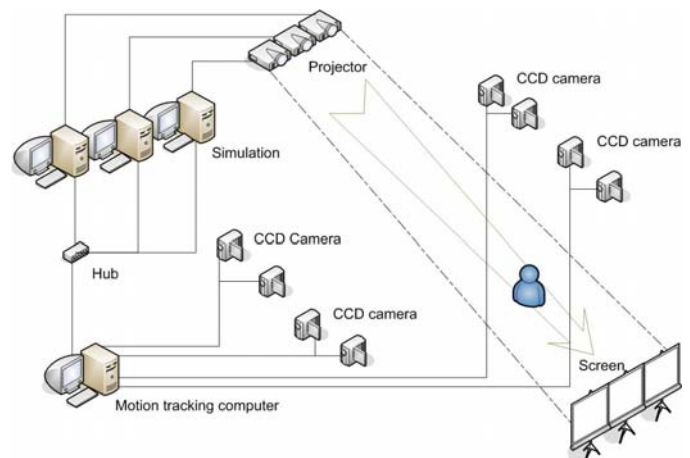 Projector
CCD camera
CCD camera
Simulation
CCD Camera
Hub
CCD camera
Screen
Motion tracking computer